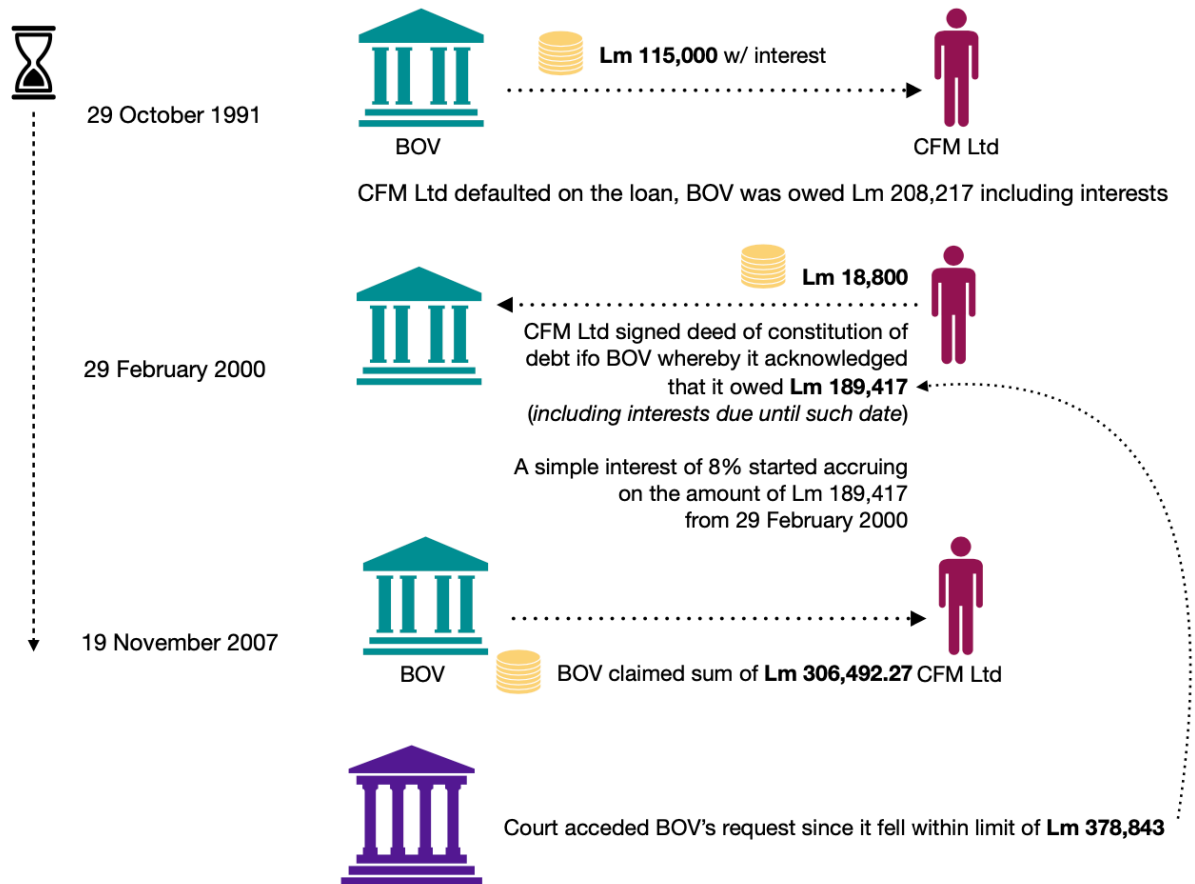 Lm 115,000 w/ interest
29 October 1991
BOV
CFM Ltd
CFM Ltd defaulted on the loan, BOV was owed Lm 208,217 including interests
Lm 18,800
29 February 2000
CFM Ltd signed deed of constitution of
debt ifo BOV whereby it acknowledged
that it owed Lm 189,417
(including interests due until such date)
A simple interest of 8% started accruing
on the amount of Lm 189,417
from 29 February 2000
19 November 2007
BOV
BOV claimed sum of Lm 306,492.27
CFM Ltd
Court acceded BOV's request since it fell within limit of Lm 378,843